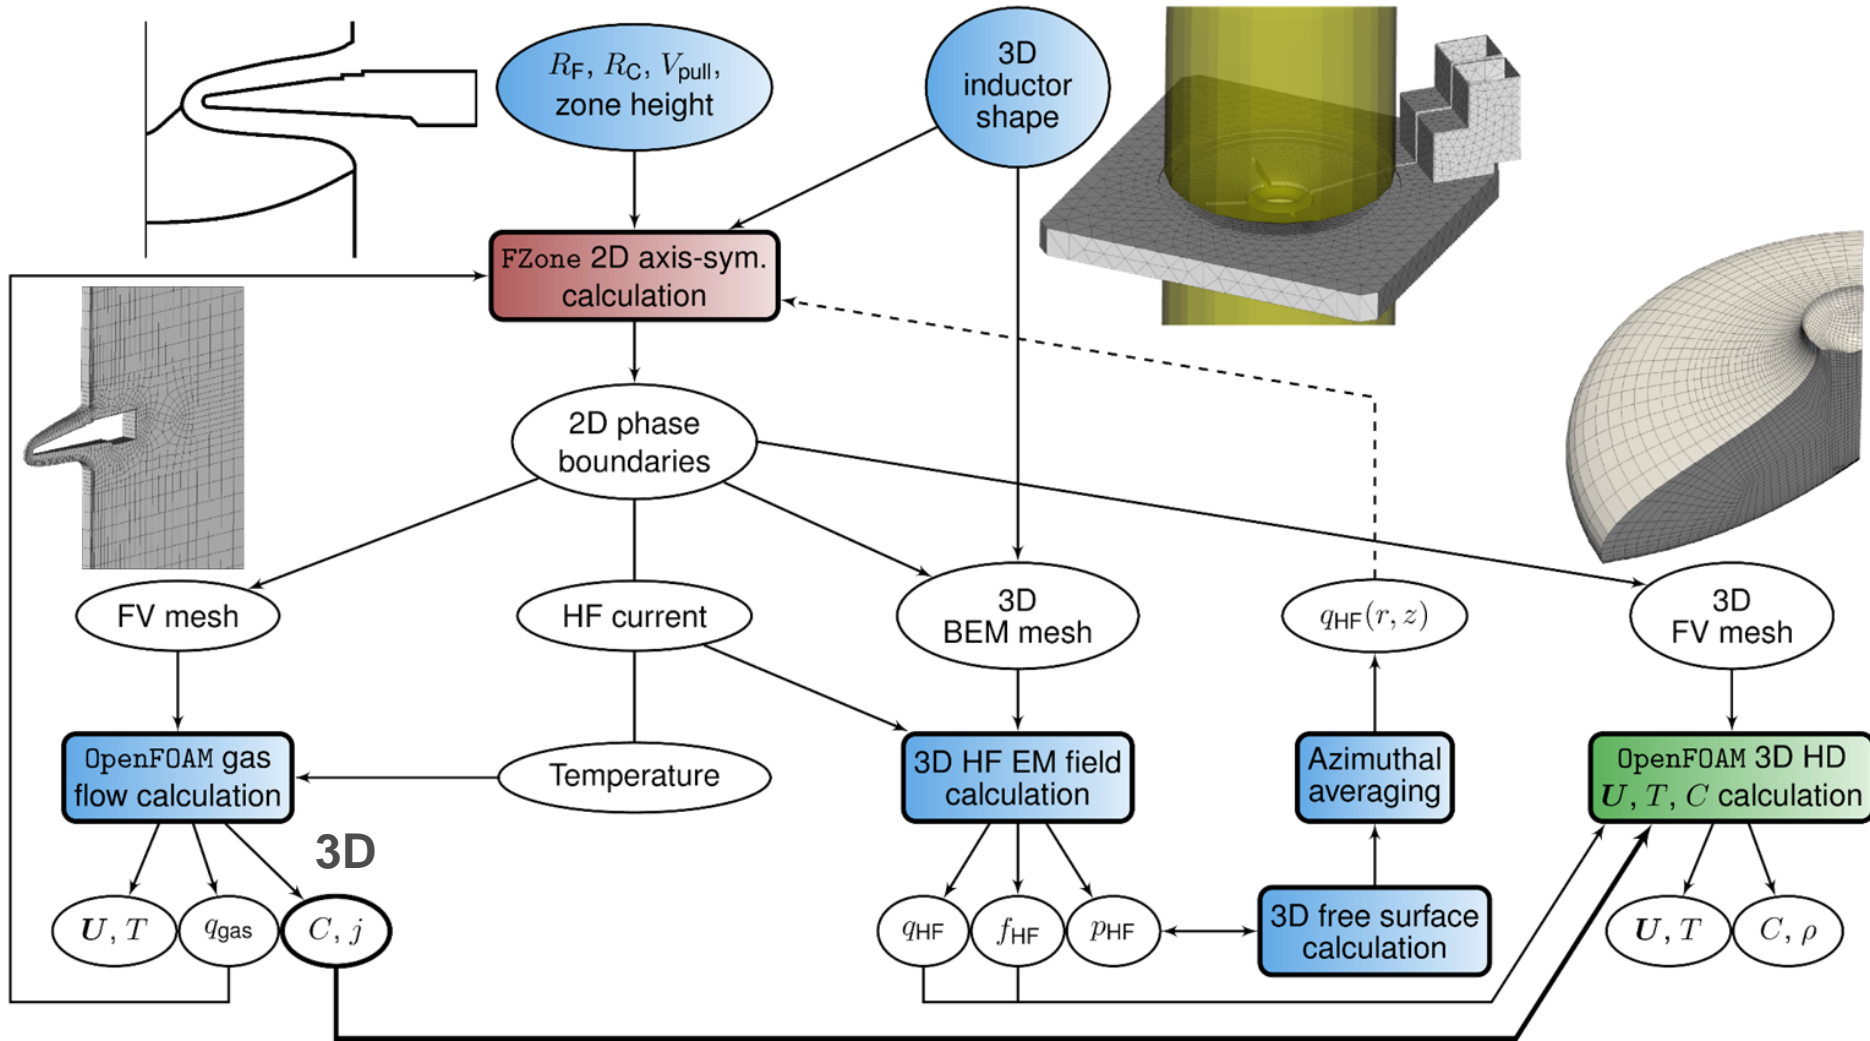 R_F, R_C, V_pull,
zone height
3D
inductor
shape
FZone 2D axis-sym.
calculation
2D phase
boundaries
FV mesh
HF current
3D
BEM mesh
q_HF(r, z)
3D
FV mesh
OpenFOAM gas
flow calculation
Temperature
3D HF EM field
calculation
Azimuthal
averaging
OpenFOAM 3D HD
U, T, C calculation
3D
U, T
q_gas
C, j
q_HF
f_HF
p_HF
3D free surface
calculation
U, T
C, ρ